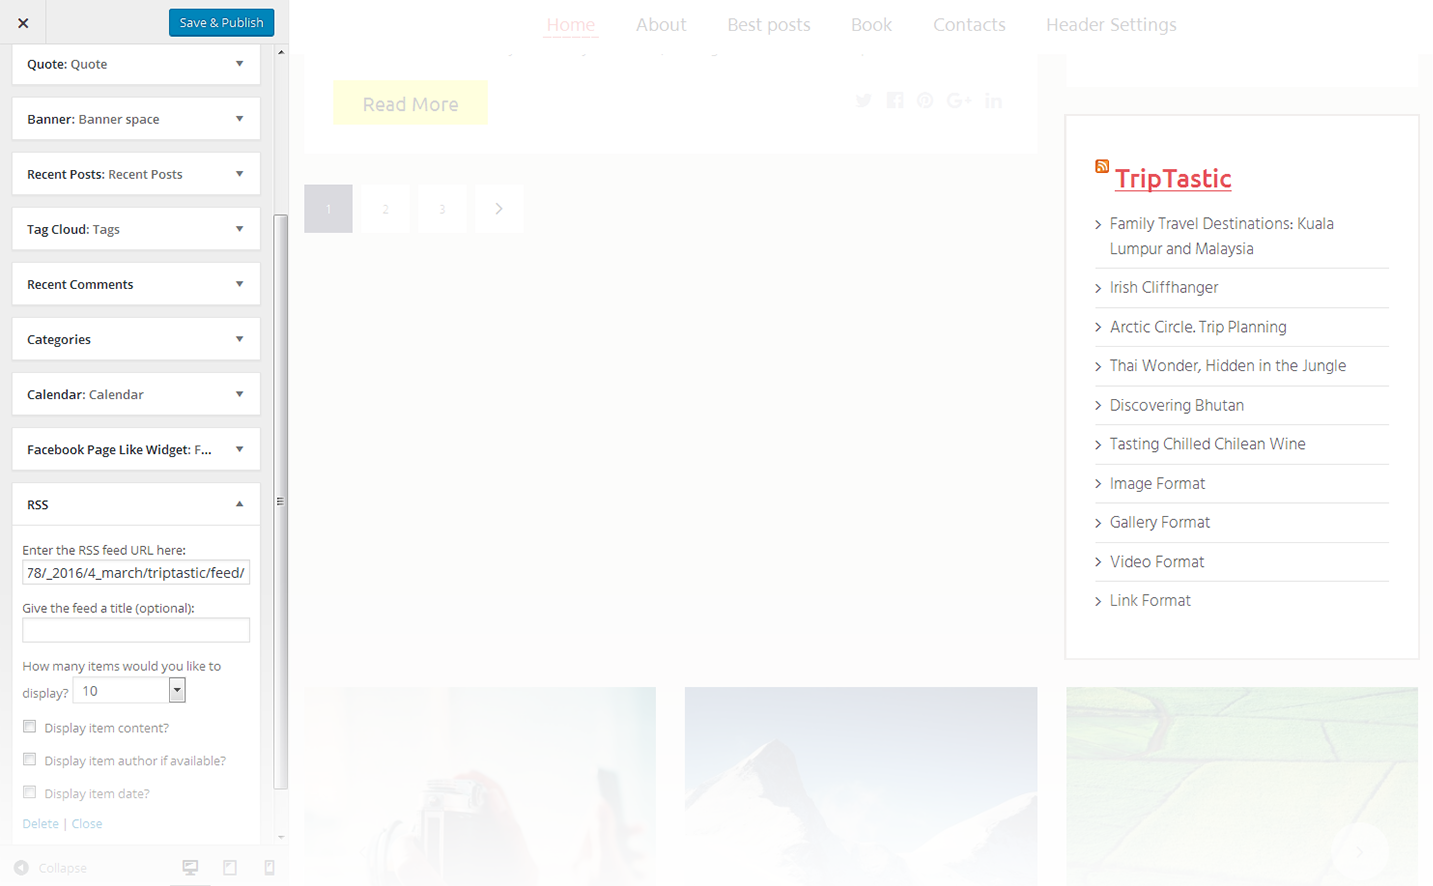 Save & Publish
Quote: Quote
Banner: Banner space
Recent Posts: Recent Posts
Tag Cloud: Tags
Recent Comments
Categories
Calendar: Calendar
Facebook Page Like Widget: F...
RSS
Enter the RSS feed URL here:
78/_2016/4_march/triptastic/feed/
Give the feed a title (optional):
How many items would you like to
display? 10
Display item content?
Display item author if available?
Display item date?
Delete | Close
Collapse
Home About Best posts Book Contacts Header Settings
Read More
1 2 3
TripTastic
Family Travel Destinations: Kuala
Lumpur and Malaysia
Irish Cliffhanger
Arctic Circle. Trip Planning
Thai Wonder, Hidden in the Jungle
Discovering Bhutan
Tasting Chilled Chilean Wine
Image Format
Gallery Format
Video Format
Link Format